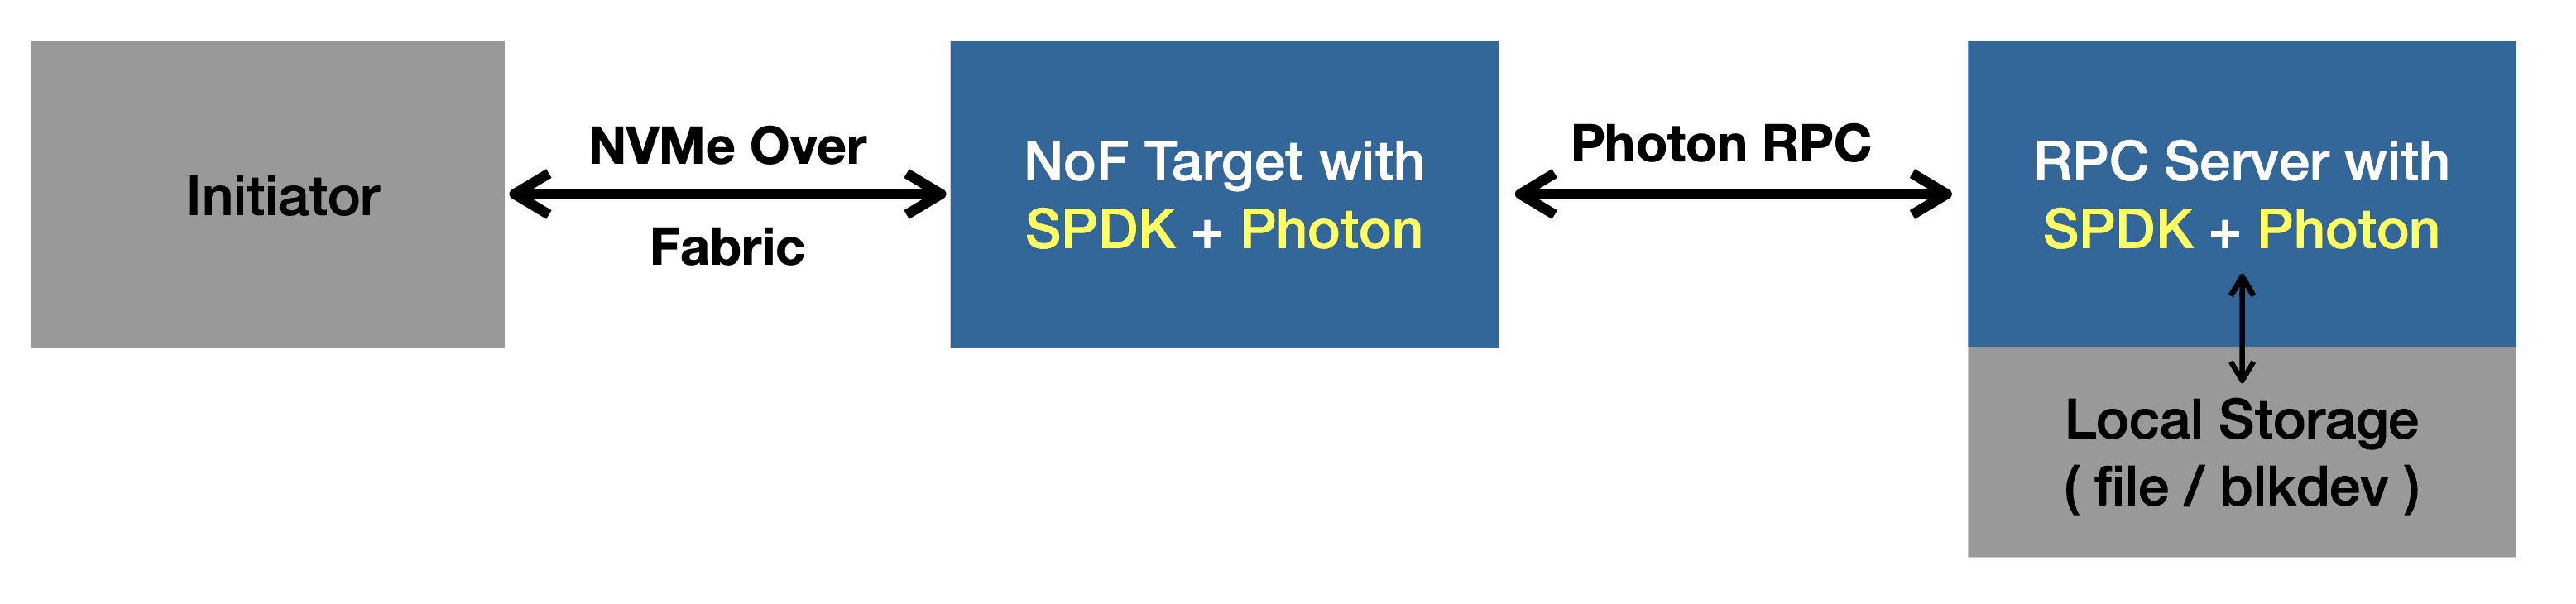 Initiator
NVMe Over
Fabric
NoF Target with
SPDK + Photon
Photon RPC
RPC Server with
SPDK + Photon
Local Storage
( file / blkdev )